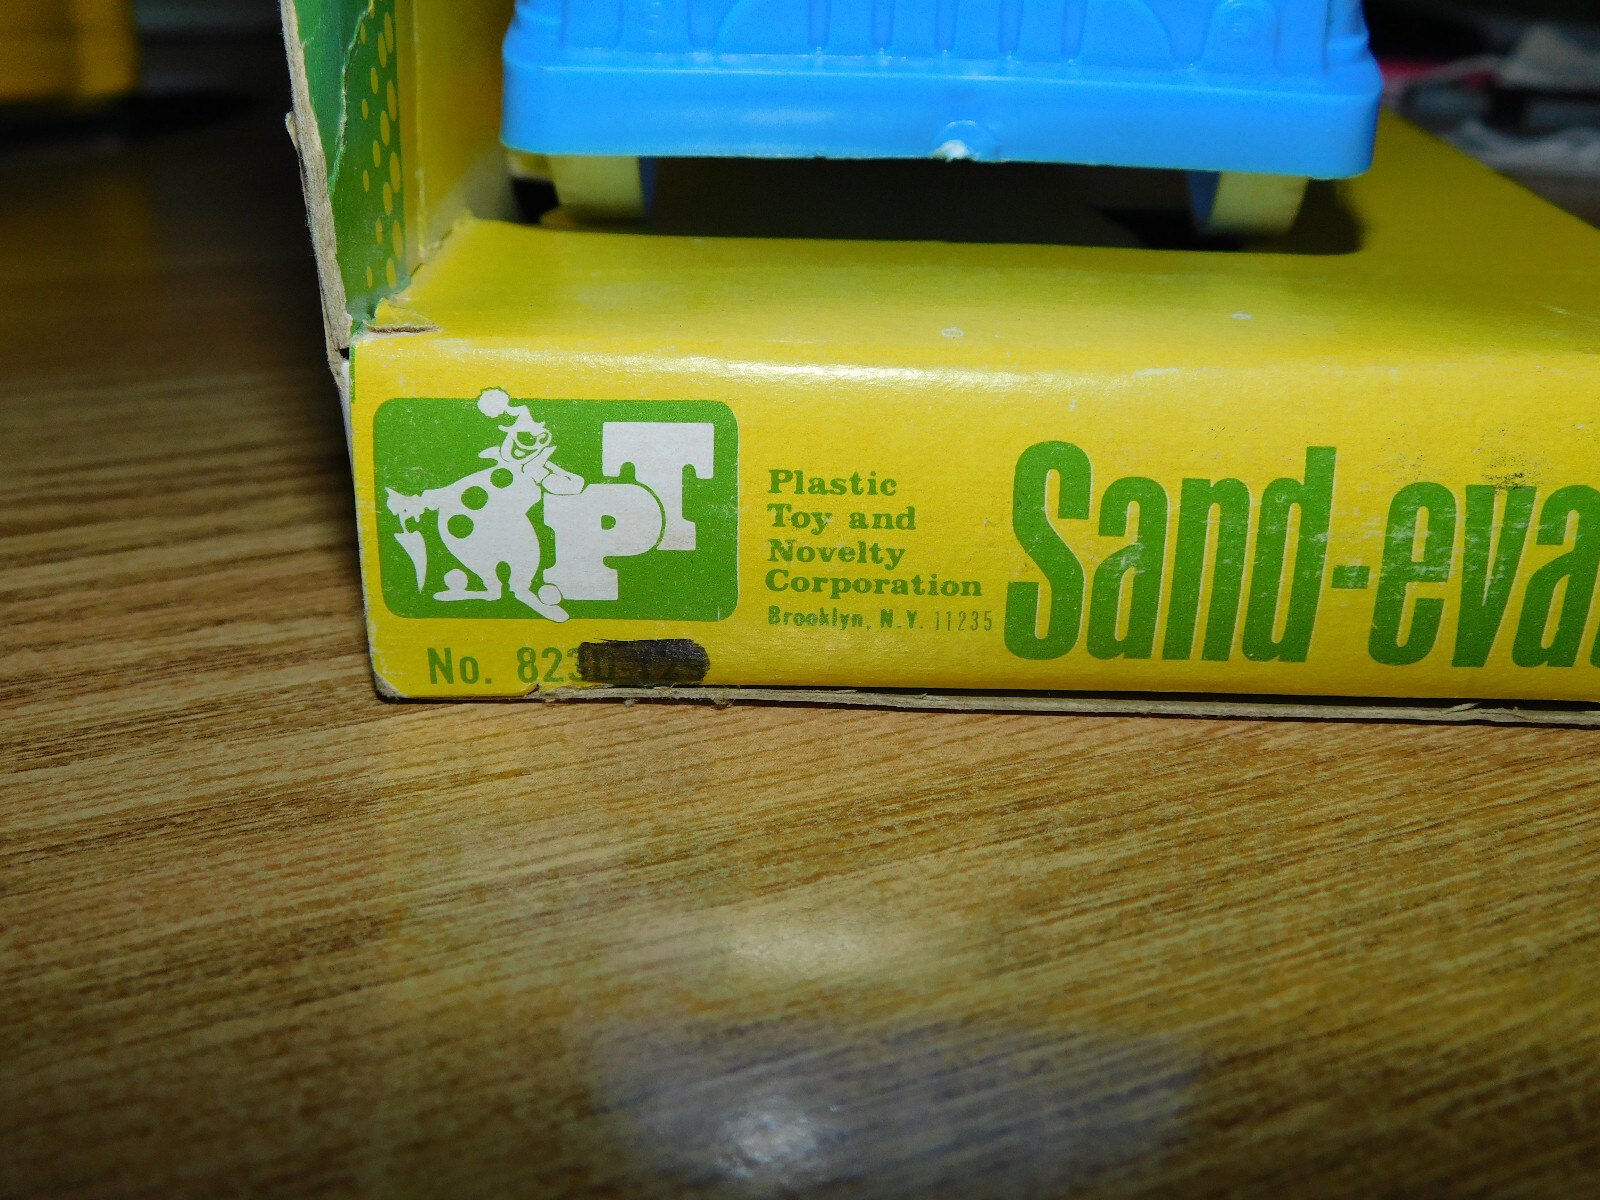 PT
Plastic
Toy and
Novelty
Corporation
Brooklyn, N.Y. 11235
Sand-eva
No. 823